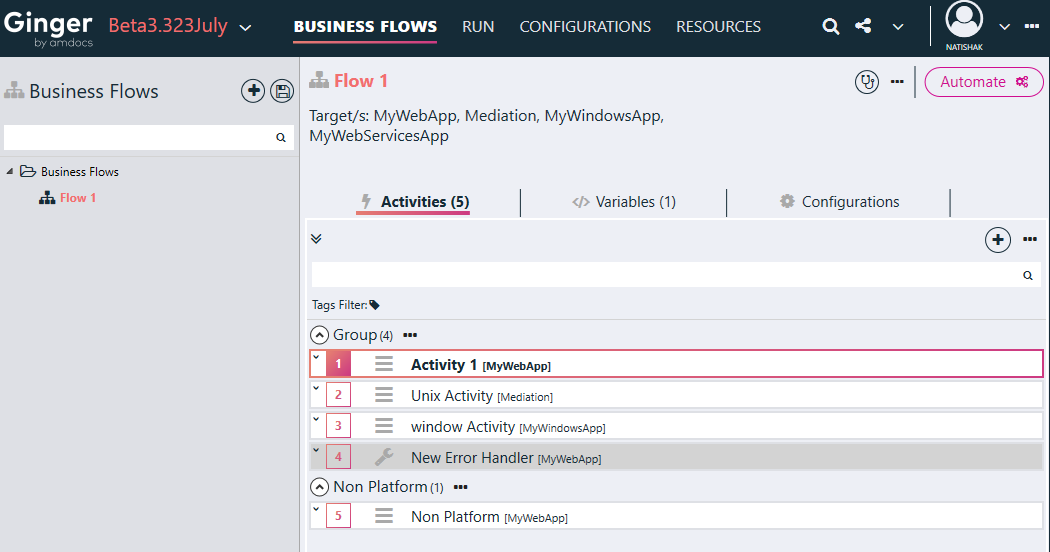 Ginger
by amdocs
Beta3.323July
BUSINESS FLOWS
RUN
CONFIGURATIONS
RESOURCES
NATISHAK
Business Flows
Business Flows
Flow 1
Flow 1
Automate
Target/s: MyWebApp, Mediation, MyWindowsApp,
MyWebServicesApp
Activities (5)
</> Variables (1)
Configurations
Tags Filter:
Group (4)
1 Activity 1 [MyWebApp]
2 Unix Activity [Mediation]
3 window Activity [MyWindowsApp]
4 New Error Handler [MyWebApp]
Non Platform (1)
5 Non Platform [MyWebApp]